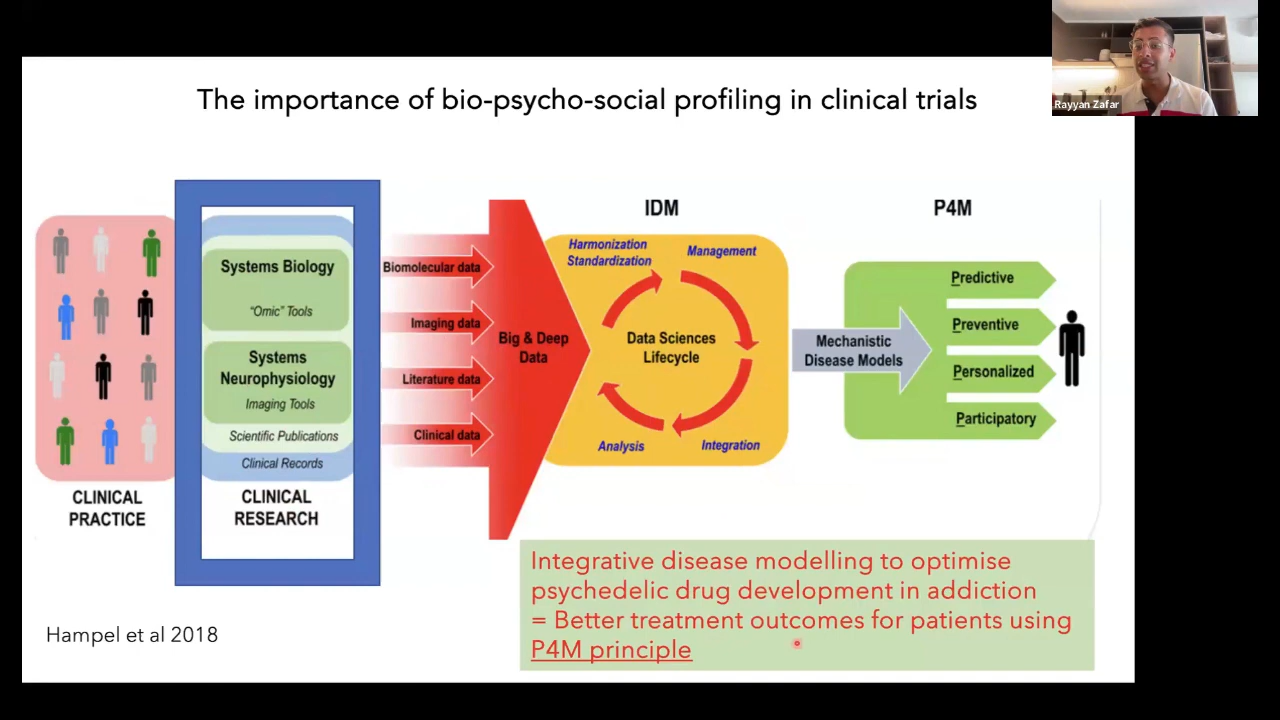 Rayyan Zafar
The importance of bio-psycho-social profiling in clinical trials
CLINICAL
PRACTICE
Systems Biology
"Omic" Tools
Systems
Neurophysiology
Imaging Tools
Scientific Publications
Clinical Records
CLINICAL
RESEARCH
Biomolecular data
Imaging data
Literature data
Clinical data
Big & Deep
Data
IDM
Harmonization
Standardization
Management
Data Sciences
Lifecycle
Analysis
Integration
Mechanistic
Disease Models
P4M
Predictive
Preventive
Personalized
Participatory
Integrative disease modelling to optimise
psychedelic drug development in addiction
= Better treatment outcomes for patients using
P4M principle
Hampel et al 2018